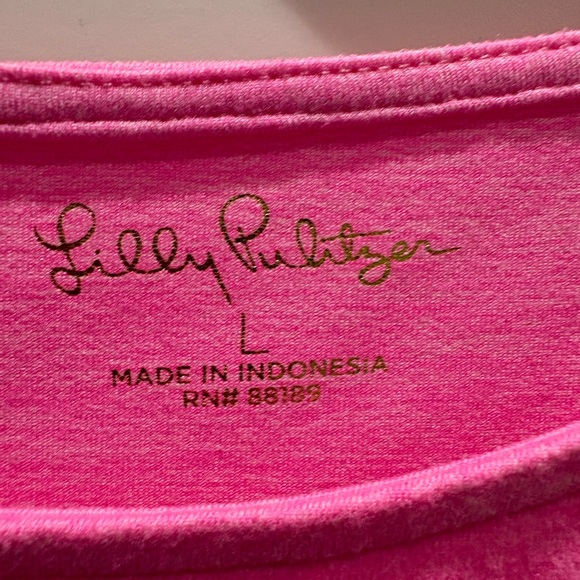 Lilly Pulitzer
L
MADE IN INDONESIA
RN# 88189